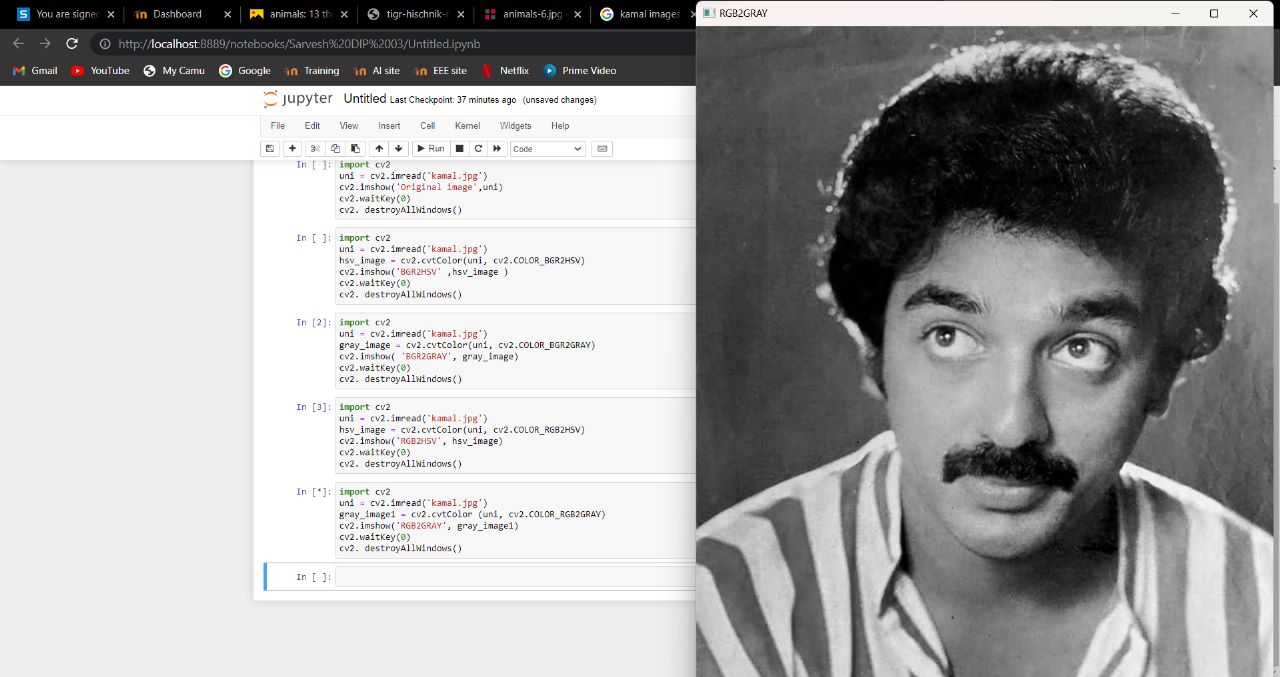 You are signe
Dashboard
animals: 13 th
tigr-hischnik-r
animals-6.jpg
kamal images
RGB2GRAY
http://localhost:8889/notebooks/Sarvesh%20DIP%2003/Untitled.ipynb
Gmail YouTube My Camu Google Training AI site EEE site Netflix Prime Video
jupyter Untitled Last Checkpoint: 37 minutes ago (unsaved changes)
File Edit View Insert Cell Kernel Widgets Help
Run Code
In [ ]: import cv2
uni = cv2.imread('kamal.jpg')
cv2.imshow('Original image',uni)
cv2.waitKey(0)
cv2. destroyAllWindows()
In [ ]: import cv2
uni = cv2.imread('kamal.jpg')
hsv_image = cv2.cvtColor(uni, cv2.COLOR_BGR2HSV)
cv2.imshow('BGR2HSV' ,hsv_image )
cv2.waitKey(0)
cv2. destroyAllWindows()
In [2]: import cv2
uni = cv2.imread('kamal.jpg')
gray_image = cv2.cvtColor(uni, cv2.COLOR_BGR2GRAY)
cv2.imshow( 'BGR2GRAY', gray_image)
cv2.waitKey(0)
cv2. destroyAllWindows()
In [3]: import cv2
uni = cv2.imread('kamal.jpg')
hsv_image = cv2.cvtColor(uni, cv2.COLOR_RGB2HSV)
cv2.imshow('RGB2HSV', hsv_image)
cv2.waitKey(0)
cv2. destroyAllWindows()
In [*]: import cv2
uni = cv2.imread('kamal.jpg')
gray_image1 = cv2.cvtColor (uni, cv2.COLOR_RGB2GRAY)
cv2.imshow('RGB2GRAY', gray_image1)
cv2.waitKey(0)
cv2. destroyAllWindows()
In [ ]: